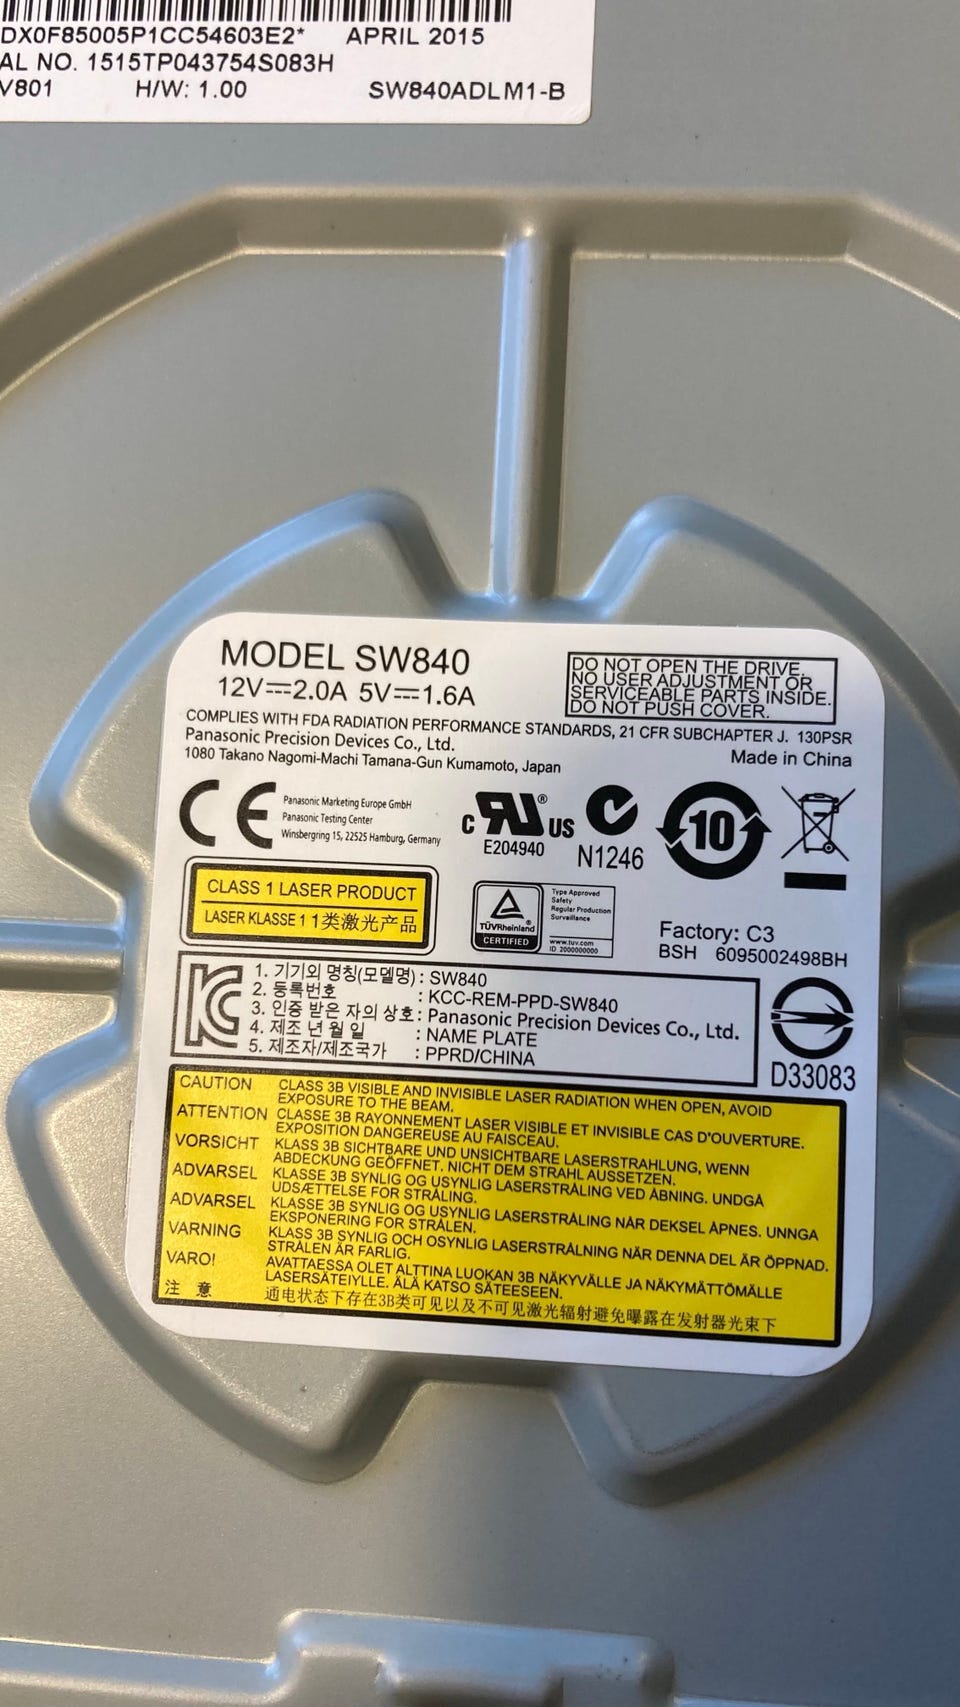 DX0F85005P1CC54603E2* APRIL 2015
AL NO. 1515TP043754S083H
V801 H/W: 1.00 SW840ADLM1-B
MODEL SW840
12V⎓2.0A 5V⎓1.6A
DO NOT OPEN THE DRIVE.
NO USER ADJUSTMENT OR
SERVICEABLE PARTS INSIDE.
DO NOT PUSH COVER.
COMPLIES WITH FDA RADIATION PERFORMANCE STANDARDS, 21 CFR SUBCHAPTER J. 130PSR
Panasonic Precision Devices Co., Ltd. Made in China
1080 Takano Nagomi-Machi Tamana-Gun Kumamoto, Japan
CE
Panasonic Marketing Europe GmbH
Panasonic Testing Center
Winsbergring 15, 22525 Hamburg, Germany
c RU ® US
E204940
N1246
10
CLASS 1 LASER PRODUCT
LASER KLASSE 1 1类激光产品
TÜVRheinland
CERTIFIED
Type Approved
Safety
Regular Production
Surveillance
www.tuv.com
ID 2000000000
Factory: C3
BSH 6095002498BH
KC
1. 기기의 명칭(모델명) : SW840
2. 등록번호 : KCC-REM-PPD-SW840
3. 인증 받은 자의 상호 : Panasonic Precision Devices Co., Ltd.
4. 제조 년 월 일 : NAME PLATE
5. 제조자/제조국가 : PPRD/CHINA
D33083
CAUTION CLASS 3B VISIBLE AND INVISIBLE LASER RADIATION WHEN OPEN, AVOID
EXPOSURE TO THE BEAM.
ATTENTION CLASSE 3B RAYONNEMENT LASER VISIBLE ET INVISIBLE CAS D'OUVERTURE.
EXPOSITION DANGEREUSE AU FAISCEAU.
VORSICHT KLASS 3B SICHTBARE UND UNSICHTBARE LASERSTRAHLUNG, WENN
ABDECKUNG GEÖFFNET. NICHT DEM STRAHL AUSSETZEN.
ADVARSEL KLASSE 3B SYNLIG OG USYNLIG LASERSTRÅLING VED ÅBNING. UNDGÅ
UDSÆTTELSE FOR STRÅLING.
ADVARSEL KLASSE 3B SYNLIG OG USYNLIG LASERSTRÅLING NÅR DEKSEL ÅPNES. UNNGA
EKSPONERING FOR STRÅLEN.
VARNING KLASS 3B SYNLIG OCH OSYNLIG LASERSTRÅLNING NÄR DENNA DEL ÄR ÖPPNAD.
STRÅLEN ÄR FARLIG.
VARO! AVATTAESSA OLET ALTTINA LUOKAN 3B NÄKYVÄLLE JA NÄKYMÄTTÖMÄLLE
LASERSÄTEIYLLE. ÄLÄ KATSO SÄTEESEEN.
注 意 通电状态下存在3B类可见以及不可见激光辐射避免曝露在发射器光束下